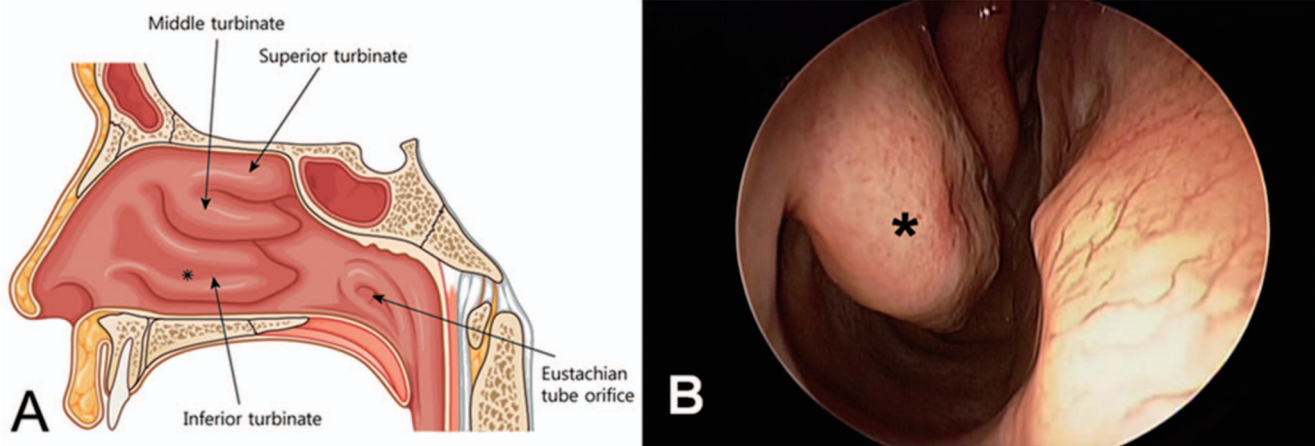 Middle turbinate
Superior turbinate
*
Eustachian
tube orifice
Inferior turbinate
A
*
B